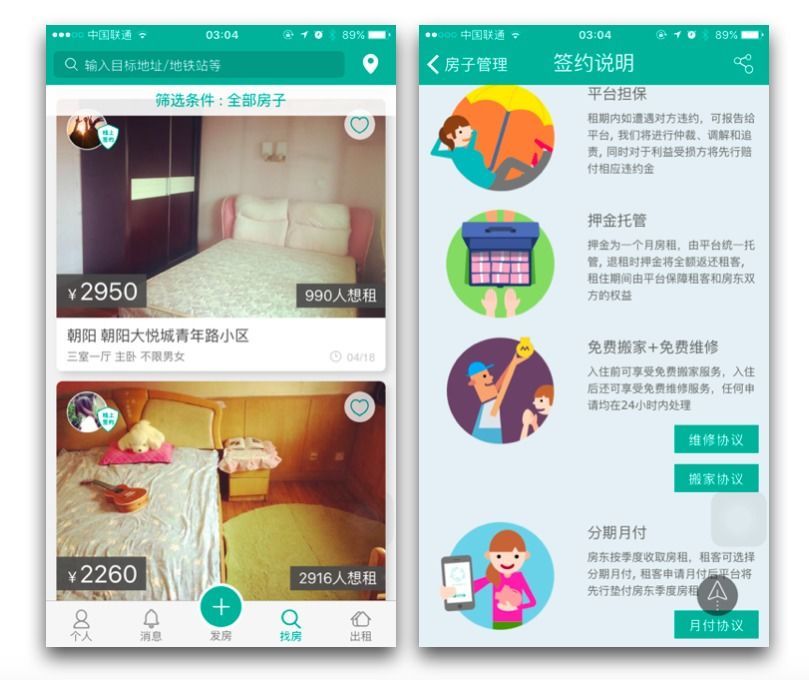 中国联通 03:04 89%
输入目标地址/地铁站等
筛选条件 : 全部房子
线上
签约
¥2950
990人想租
朝阳 朝阳大悦城青年路小区
三室一厅 主卧 不限男女 04/18
线上
签约
¥2260
2916人想租
个人 消息 发房 找房 出租
中国联通 03:04 89%
房子管理 签约说明
平台担保
租期内如遭遇对方违约，可报告给
平台, 我们将进行仲裁、调解和追
责, 同时对于利益受损方将先行赔
付相应违约金
押金托管
押金为一个月房租，由平台统一托
管, 退租时押金将全额返还租客,
租住期间由平台保障租客和房东双
方的权益
免费搬家+免费维修
入住前可享受免费搬家服务，入住
后还可享受免费维修服务，任何申
请均在24小时内处理
维修协议
搬家协议
分期月付
房东按季度收取房租，租客可选择
分期月付, 租客申请月付后平台将
先行垫付房东季度房租
月付协议